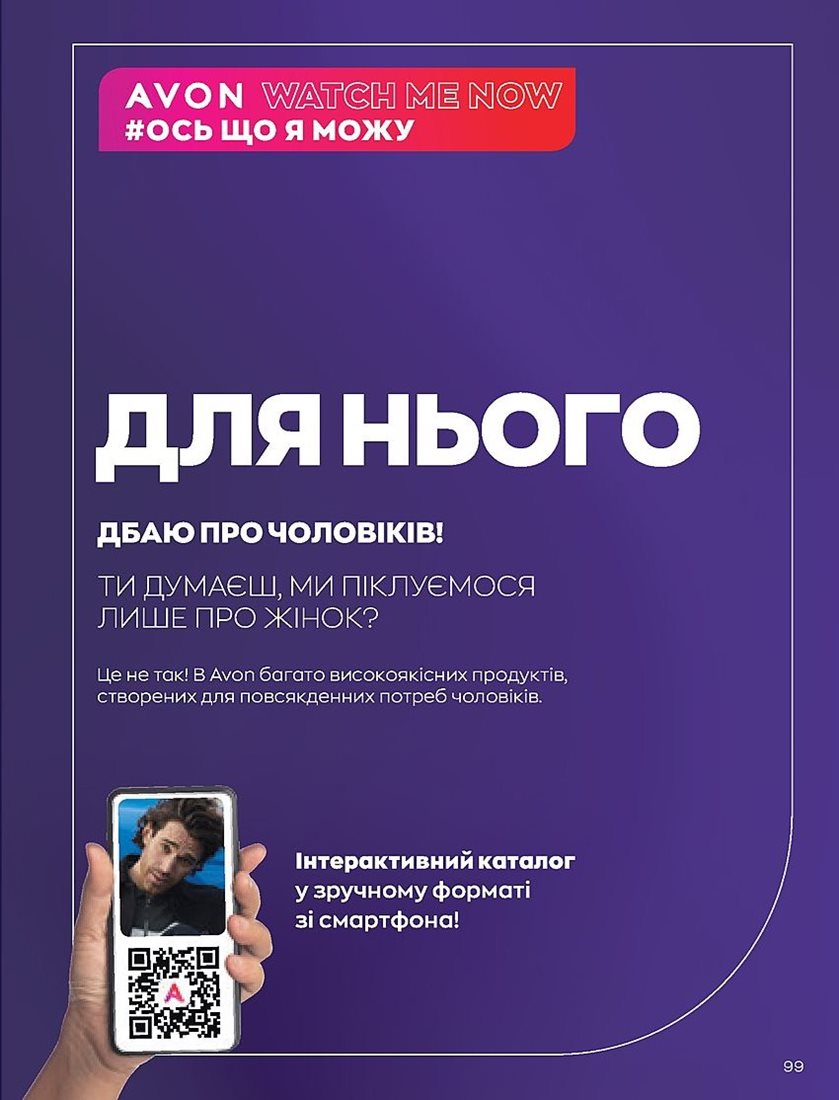 AVON WATCH ME NOW
#ОСЬ ЩО Я МОЖУ
ДЛЯ НЬОГО
ДБАЮ ПРО ЧОЛОВІКІВ!
ТИ ДУМАЄШ, МИ ПІКЛУЄМОСЯ
ЛИШЕ ПРО ЖІНОК?
Це не так! В Avon багато високоякісних продуктів,
створених для повсякденних потреб чоловіків.
Інтерактивний каталог
у зручному форматі
зі смартфона!
A
99